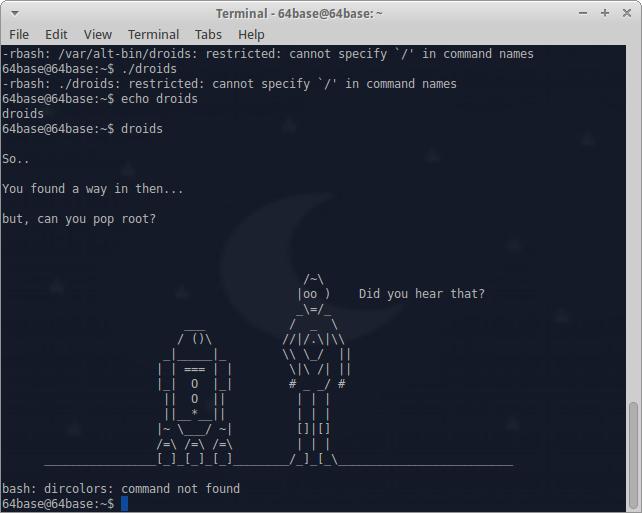 Terminal - 64base@64base: ~
File Edit View Terminal Tabs Help
-rbash: /var/alt-bin/droids: restricted: cannot specify `/' in command names
64base@64base:~$ ./droids
-rbash: ./droids: restricted: cannot specify `/' in command names
64base@64base:~$ echo droids
droids
64base@64base:~$ droids
So..
You found a way in then...
but, can you pop root?
                                           /~\
                                          |oo )    Did you hear that?
                                          _\=/_
                          ___            /  _  \
                         / ()\          //|/.\|\\
                       _|_____|_        \\ \_/  ||
                      | | === | |        \|\ /| ||
                      |_|  O  |_|        # _ _/ #
                       ||  O  ||          | | |
                       ||__*__||          | | |
                      |~ \___/ ~|         []|[]
                      /=\ /=\ /=\         | | |
      ________________[_]_[_]_[_]________/_]_[_\_________________________
bash: dircolors: command not found
64base@64base:~$